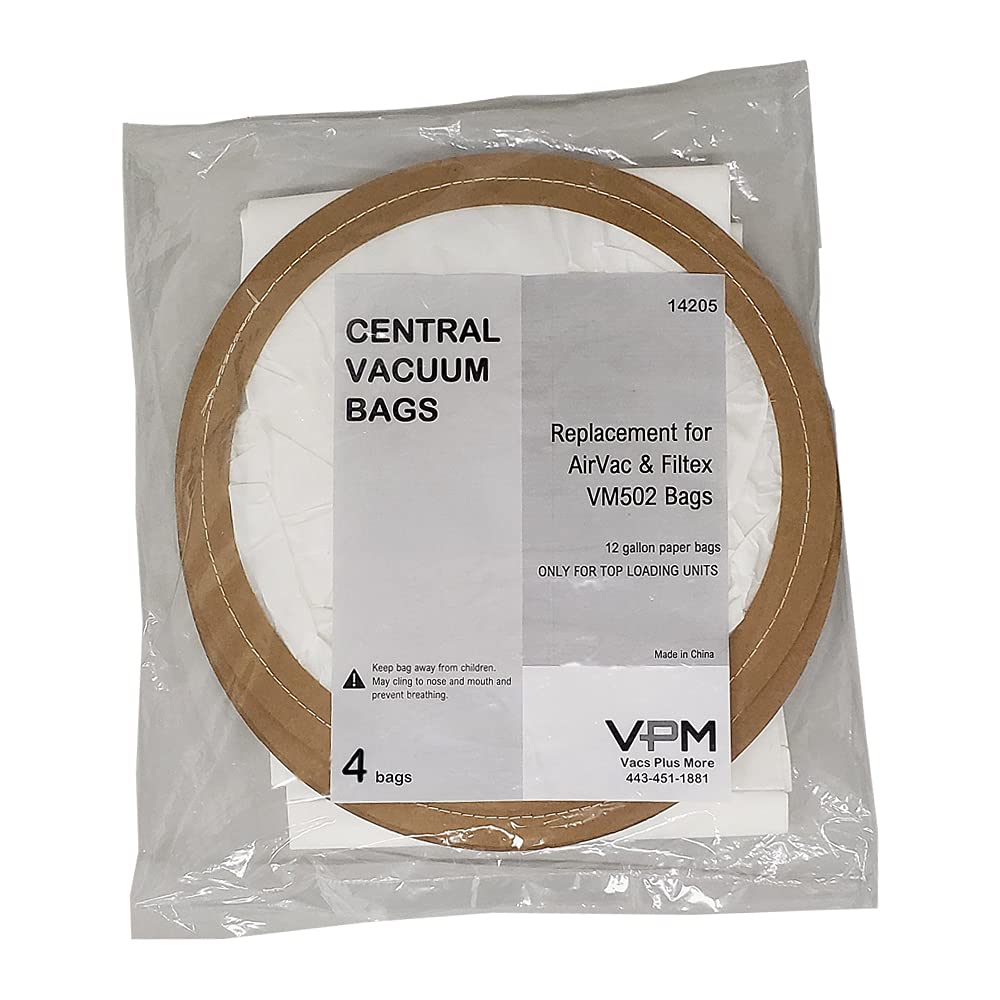 CENTRAL
VACUUM
BAGS
14205
Replacement for
AirVac & Filtex
VM502 Bags
12 gallon paper bags
ONLY FOR TOP LOADING UNITS
Made in China
Keep bag away from children.
May cling to nose and mouth and
prevent breathing.
4 bags
VPM
Vacs Plus More
443-451-1881